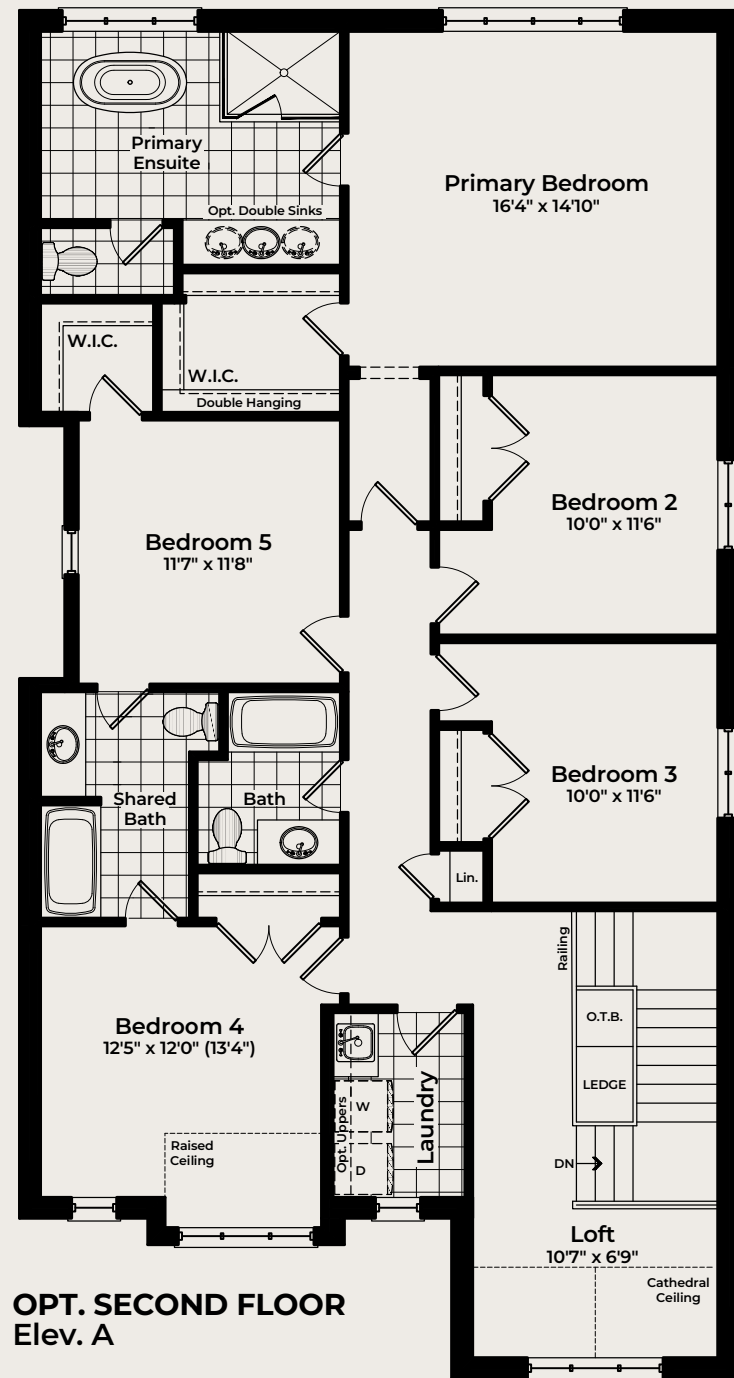 Primary
Ensuite
Opt. Double Sinks
Primary Bedroom
16'4" x 14'10"
W.I.C.
W.I.C.
Double Hanging
Bedroom 2
10'0" x 11'6"
Bedroom 5
11'7" x 11'8"
Bedroom 3
10'0" x 11'6"
Shared
Bath
Bath
Lin.
Railing
O.T.B.
LEDGE
DN
Bedroom 4
12'5" x 12'0" (13'4")
Raised
Ceiling
Opt. Uppers
W
D
Laundry
Loft
10'7" x 6'9"
Cathedral
Ceiling
OPT. SECOND FLOOR
Elev. A